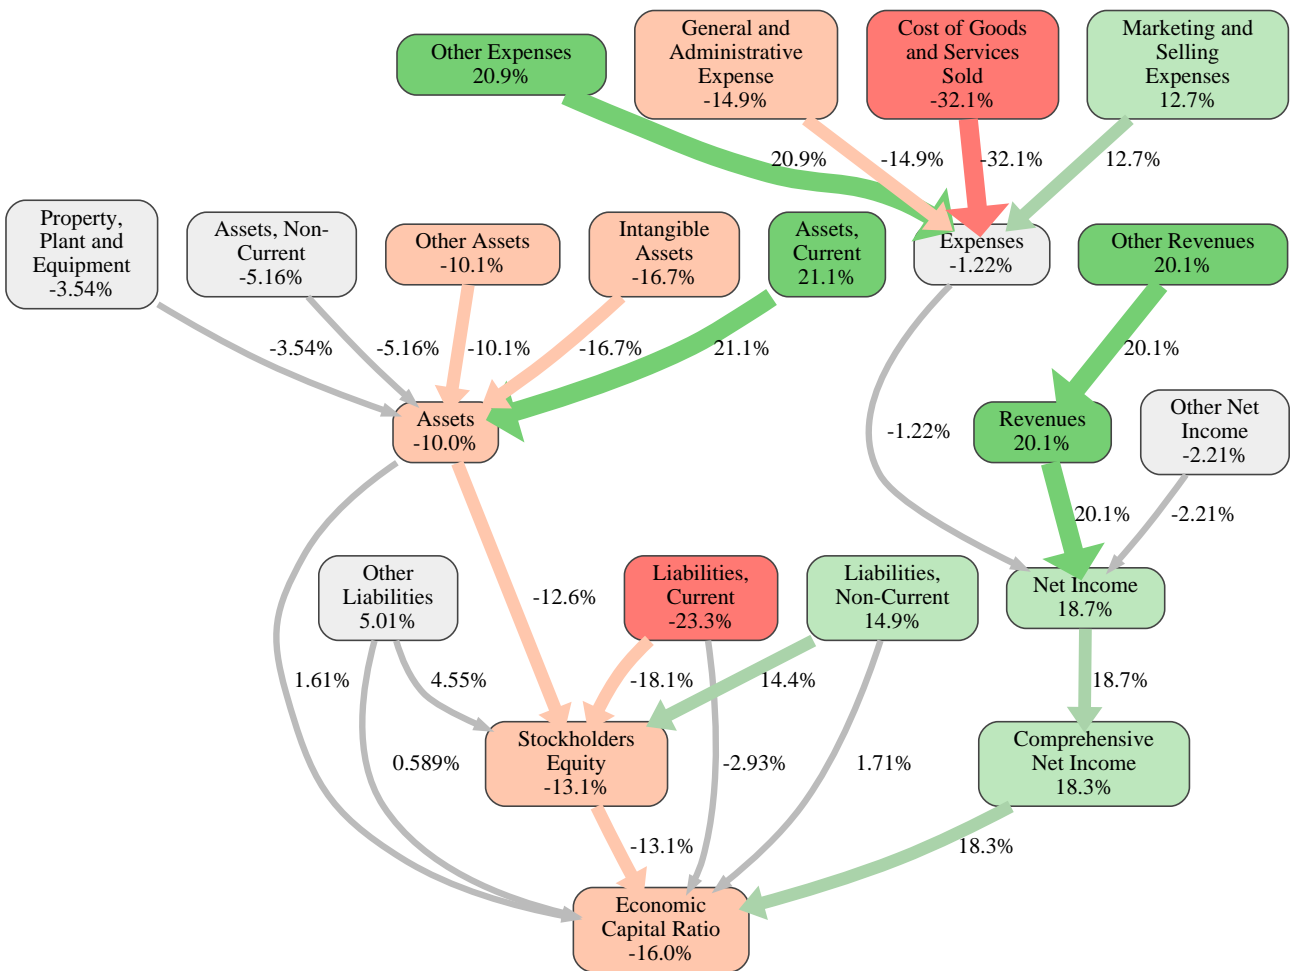 Other Expenses
20.9%
General and
Administrative
Expense
-14.9%
Cost of Goods
and Services
Sold
-32.1%
Marketing and
Selling
Expenses
12.7%
20.9%
-14.9%
-32.1%
12.7%
Property,
Plant and
Equipment
-3.54%
Assets, Non-
Current
-5.16%
Other Assets
-10.1%
Intangible
Assets
-16.7%
Assets,
Current
21.1%
Expenses
-1.22%
Other Revenues
20.1%
-3.54%
-5.16%
-10.1%
-16.7%
21.1%
20.1%
Assets
-10.0%
-1.22%
Revenues
20.1%
Other Net
Income
-2.21%
20.1%
-2.21%
Other
Liabilities
5.01%
-12.6%
Liabilities,
Current
-23.3%
Liabilities,
Non-Current
14.9%
Net Income
18.7%
1.61%
4.55%
-18.1%
14.4%
18.7%
Stockholders
Equity
-13.1%
0.589%
-2.93%
1.71%
Comprehensive
Net Income
18.3%
-13.1%
18.3%
Economic
Capital Ratio
-16.0%